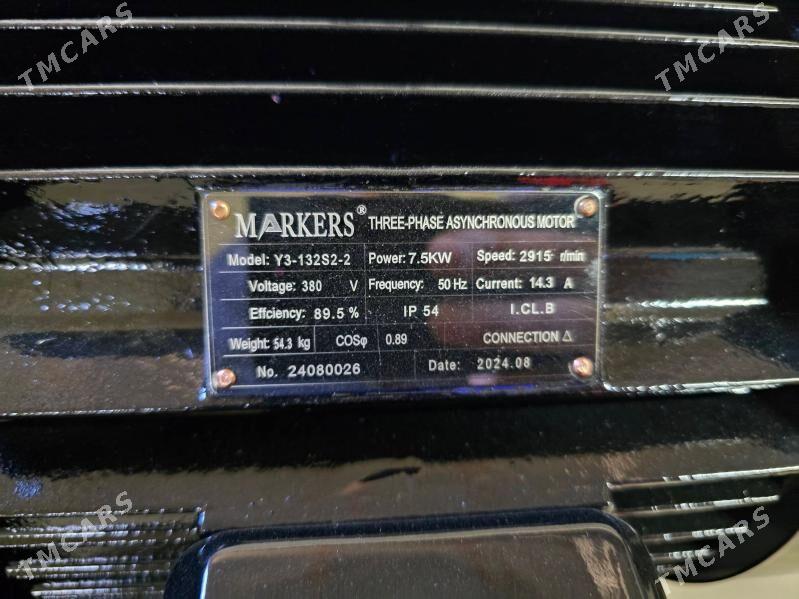 TMCARS
TMCARS
MARKERS® THREE-PHASE ASYNCHRONOUS MOTOR
Model: Y3-132S2-2 Power: 7.5KW Speed: 2915 r/min
Voltage: 380 V Frequency: 50 Hz Current: 14.3 A
Effciency: 89.5 % IP 54 I.CL.B
Weight: 54.3 kg COSφ 0.89 CONNECTION Δ
No. 24080026 Date: 2024.08
TMCARS
TMCARS